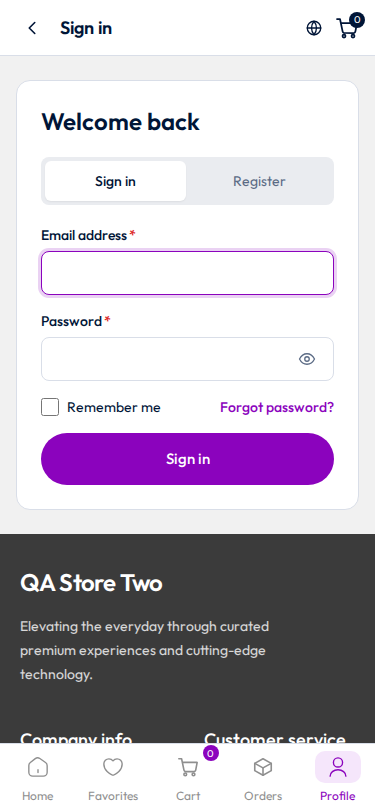 Sign in
0
Welcome back
Sign in
Register
Email address *
Password *
Remember me
Forgot password?
Sign in
QA Store Two
Elevating the everyday through curated
premium experiences and cutting-edge
technology.
Company info
Customer service
0
Home
Favorites
Cart
Orders
Profile